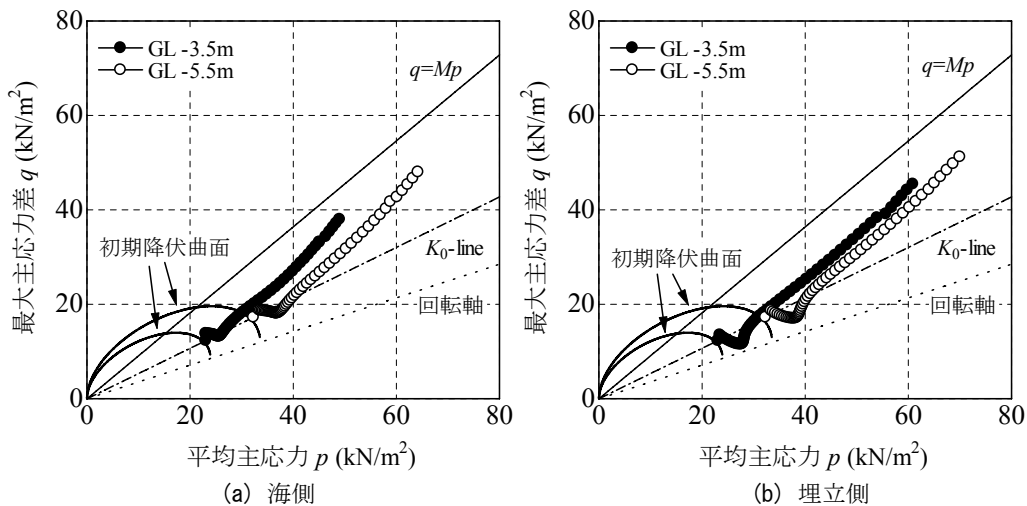 80
60
40
20
0
最大主応力差 q (kN/m²)
GL -3.5m
GL -5.5m
q=Mp
初期降伏曲面
K₀-line
回転軸
0 20 40 60 80
平均主応力 p (kN/m²)
(a) 海側
80
60
40
20
0
最大主応力差 q (kN/m²)
GL -3.5m
GL -5.5m
q=Mp
初期降伏曲面
K₀-line
回転軸
0 20 40 60 80
平均主応力 p (kN/m²)
(b) 埋立側